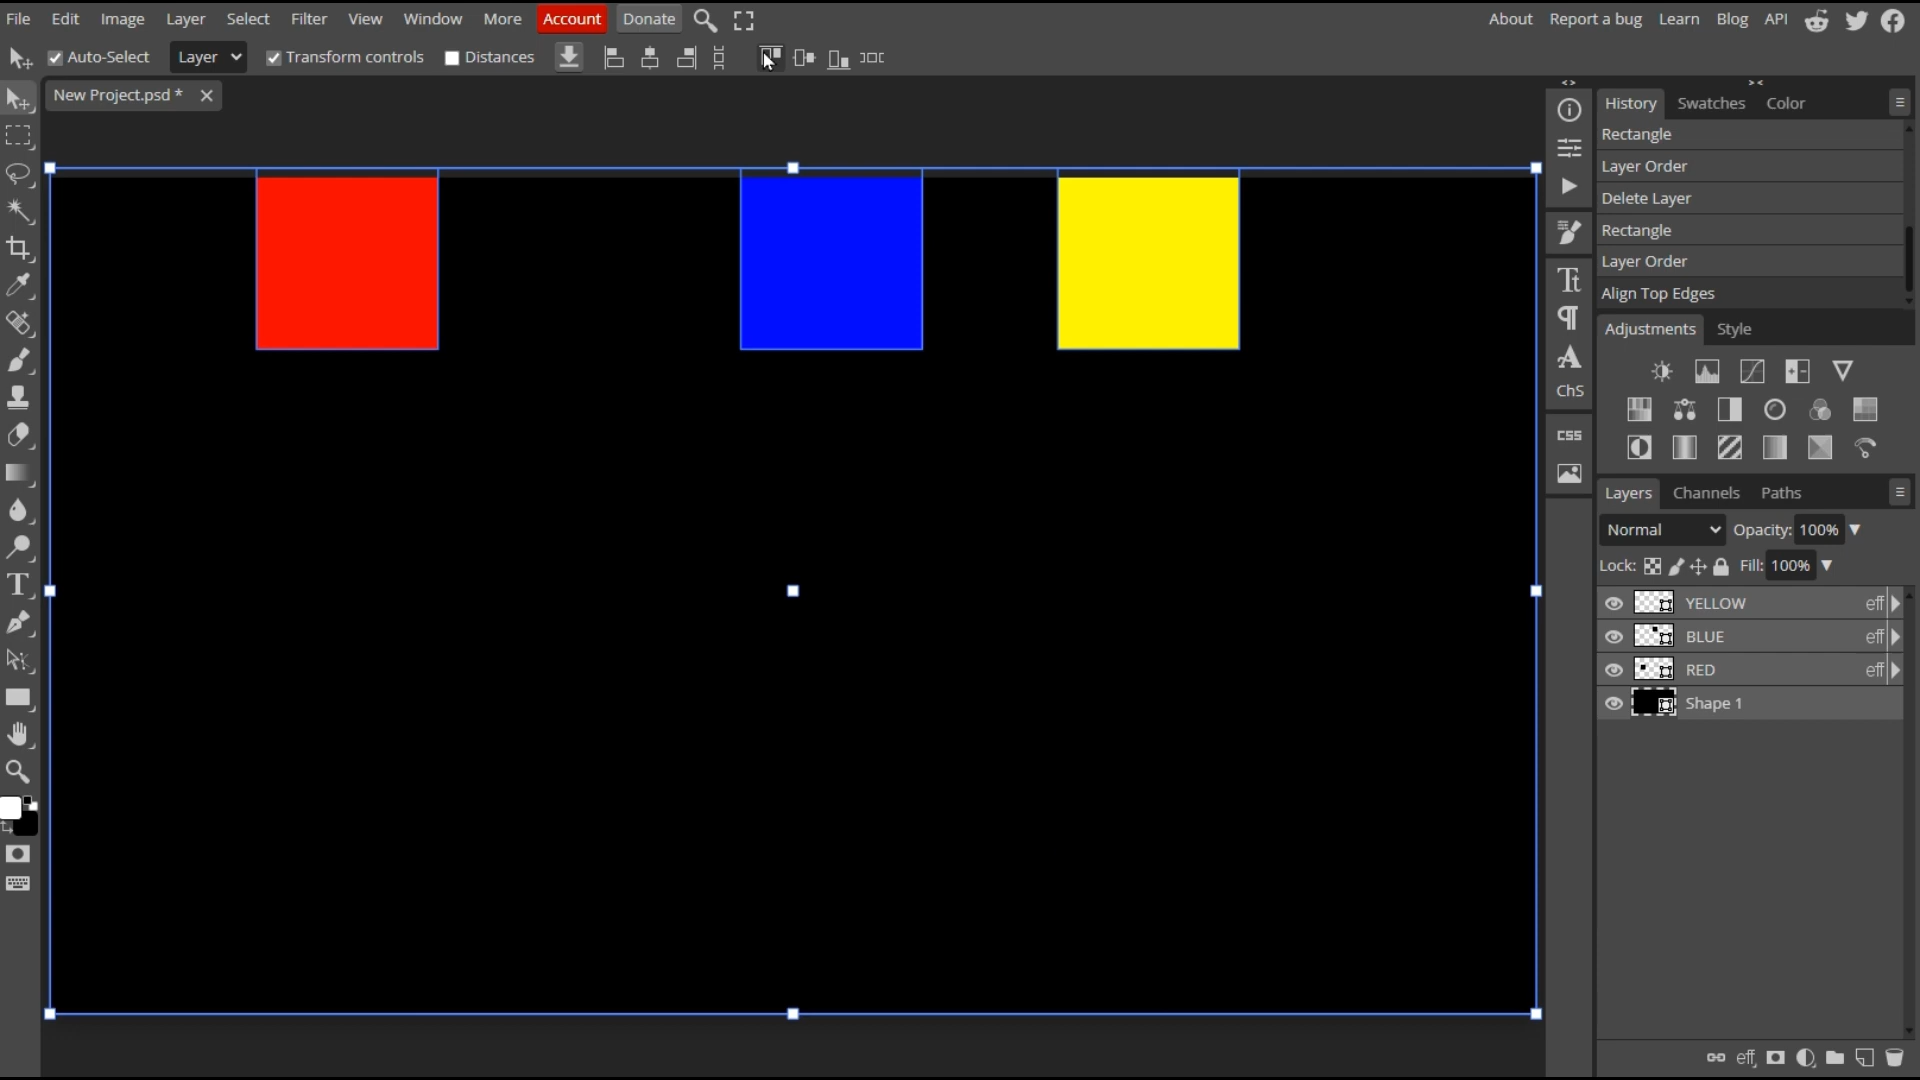 File Edit Image Layer Select Filter View Window More Account Donate About Report a bug Learn Blog API
Auto-Select Layer Transform controls Distances
New Project.psd *
History Swatches Color
Rectangle
Layer Order
Delete Layer
Rectangle
Layer Order
Align Top Edges
Adjustments Style
ChS
CSS
Layers Channels Paths
Normal Opacity: 100%
Lock: Fill: 100%
YELLOW eff
BLUE eff
RED eff
Shape 1
eff